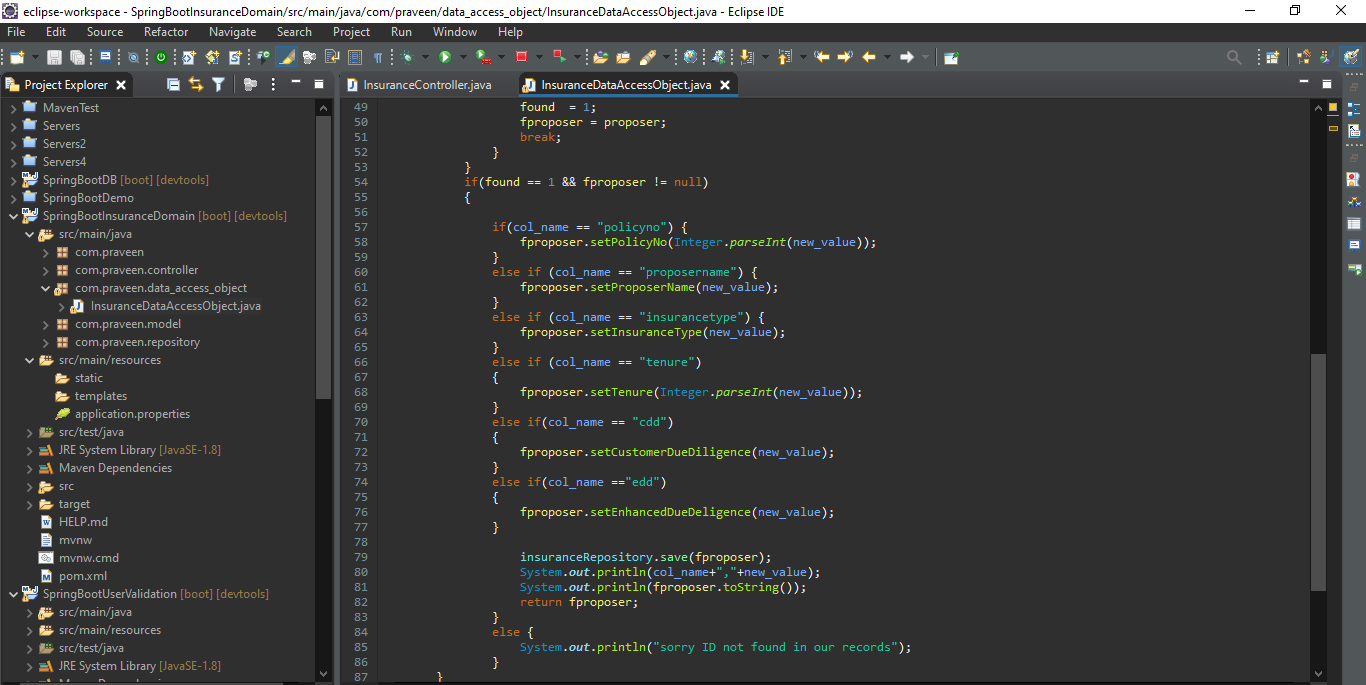 eclipse-workspace - SpringBootInsuranceDomain/src/main/java/com/praveen/data_access_object/InsuranceDataAccessObject.java - Eclipse IDE
File Edit Source Refactor Navigate Search Project Run Window Help
Project Explorer
MavenTest
Servers
Servers2
Servers4
SpringBootDB [boot] [devtools]
SpringBootDemo
SpringBootInsuranceDomain [boot] [devtools]
src/main/java
com.praveen
com.praveen.controller
com.praveen.data_access_object
InsuranceDataAccessObject.java
com.praveen.model
com.praveen.repository
src/main/resources
static
templates
application.properties
src/test/java
JRE System Library [JavaSE-1.8]
Maven Dependencies
src
target
HELP.md
mvnw
mvnw.cmd
pom.xml
SpringBootUserValidation [boot] [devtools]
src/main/java
src/main/resources
src/test/java
JRE System Library [JavaSE-1.8]
InsuranceController.java InsuranceDataAccessObject.java
49 found  = 1;
50 fproposer = proposer;
51 break;
52 }
53 }
54 if(found == 1 && fproposer != null)
55 {
56
57 if(col_name == "policyno") {
58 fproposer.setPolicyNo(Integer.parseInt(new_value));
59 }
60 else if (col_name == "proposername") {
61 fproposer.setProposerName(new_value);
62 }
63 else if (col_name == "insurancetype") {
64 fproposer.setInsuranceType(new_value);
65 }
66 else if (col_name == "tenure")
67 {
68 fproposer.setTenure(Integer.parseInt(new_value));
69 }
70 else if(col_name == "cdd")
71 {
72 fproposer.setCustomerDueDiligence(new_value);
73 }
74 else if(col_name =="edd")
75 {
76 fproposer.setEnhancedDueDeligence(new_value);
77 }
78
79 insuranceRepository.save(fproposer);
80 System.out.println(col_name+","+new_value);
81 System.out.println(fproposer.toString());
82 return fproposer;
83 }
84 else {
85 System.out.println("sorry ID not found in our records");
86 }
87 }